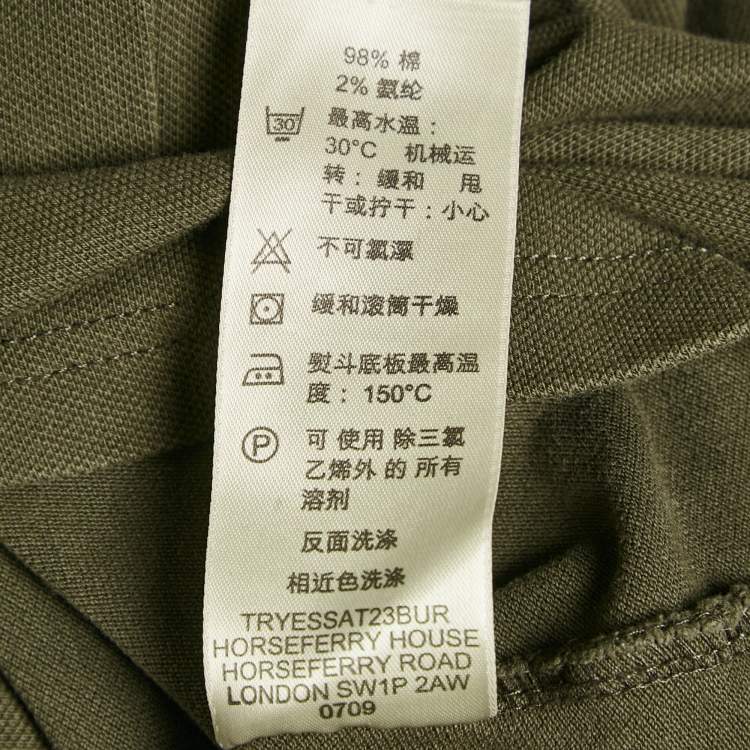 98% 棉
2% 氨纶
30
最高水温：
30°C 机械运
转：缓和 甩
干或拧干：小心
不可氯漂
缓和滚筒干燥
熨斗底板最高温
度：150°C
P
可 使用 除三氯
乙烯外 的 所有
溶剂
反面洗涤
相近色洗涤
TRYESSAT23BUR
HORSEFERRY HOUSE
HORSEFERRY ROAD
LONDON SW1P 2AW
0709